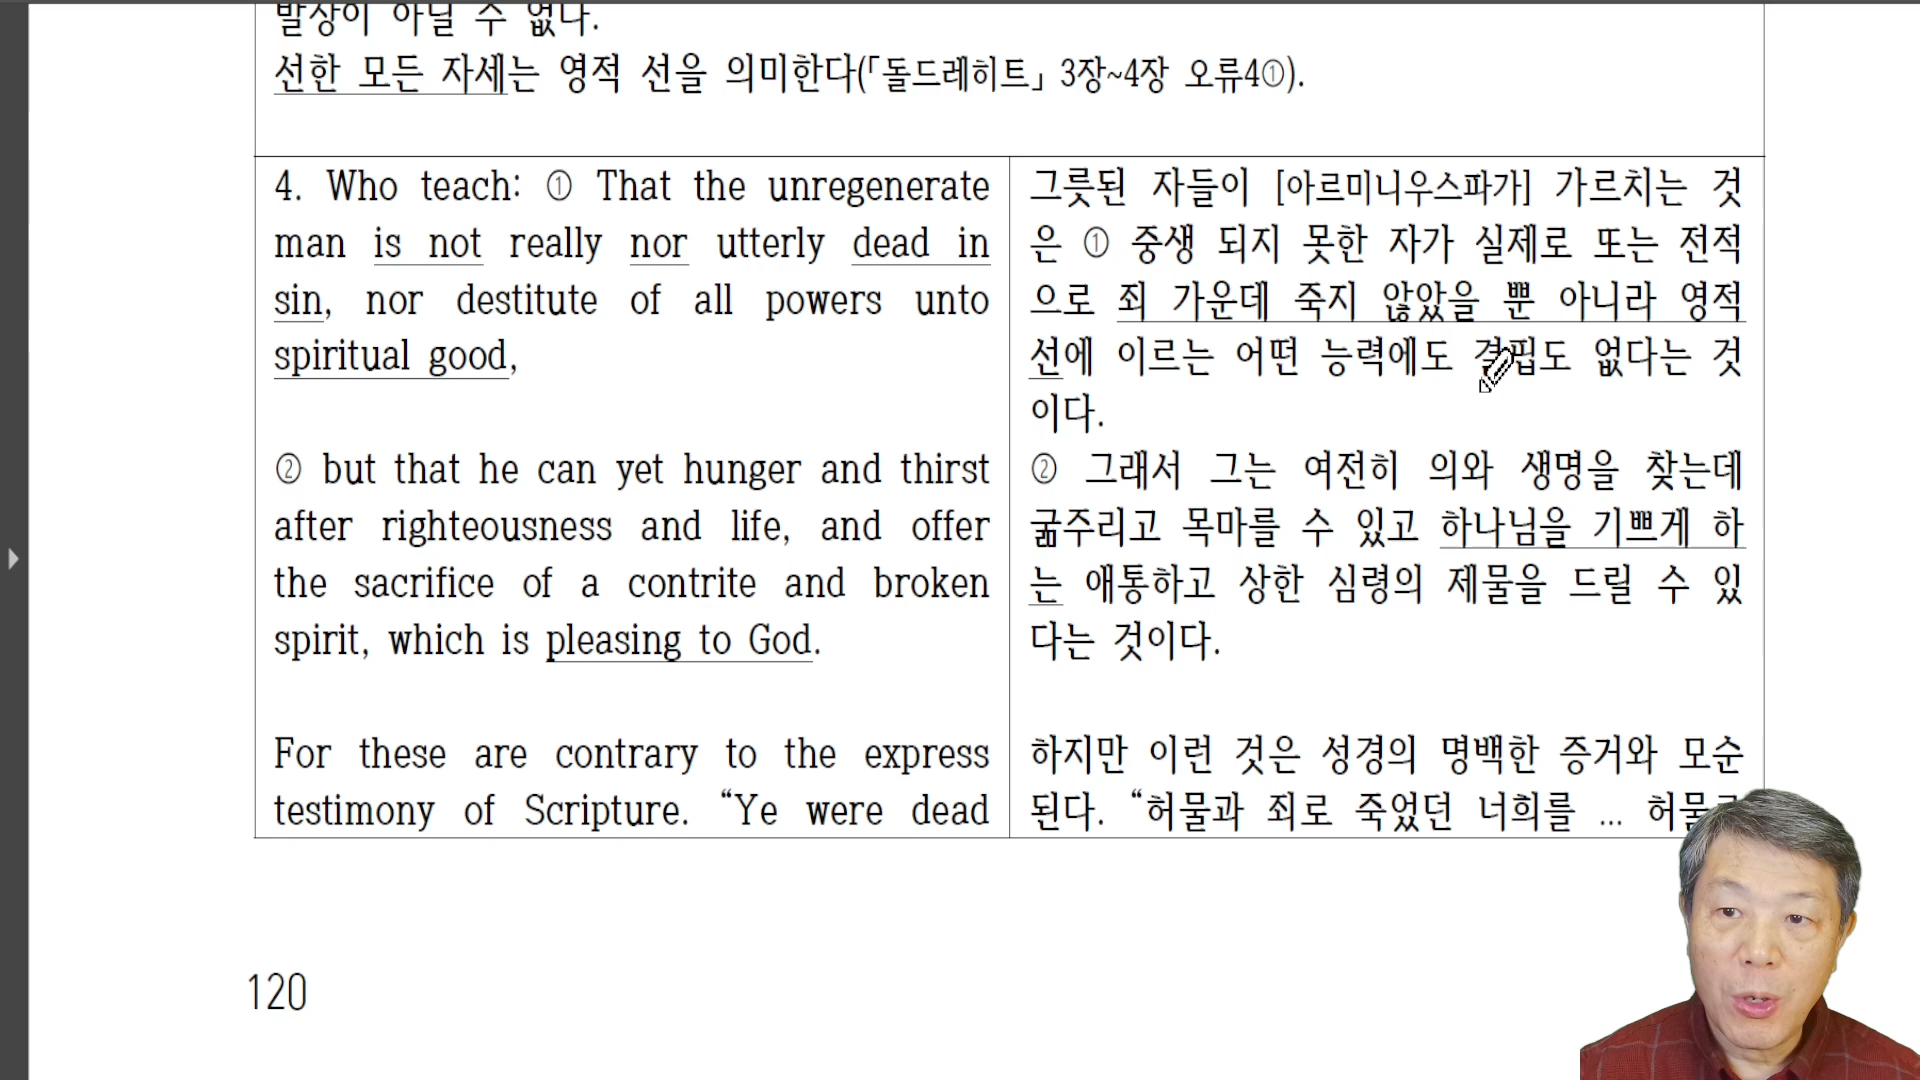 발상이 아닐 수 없다.
선한 모든 자세는 영적 선을 의미한다(「돌드레히트」 3장~4장 오류4①).
4. Who teach: ① That the unregenerate
man is not really nor utterly dead in
sin, nor destitute of all powers unto
spiritual good,
② but that he can yet hunger and thirst
after righteousness and life, and offer
the sacrifice of a contrite and broken
spirit, which is pleasing to God.
For these are contrary to the express
testimony of Scripture. “Ye were dead
그릇된 자들이 [아르미니우스파가] 가르치는 것
은 ① 중생 되지 못한 자가 실제로 또는 전적
으로 죄 가운데 죽지 않았을 뿐 아니라 영적
선에 이르는 어떤 능력에도 결핍도 없다는 것
이다.
② 그래서 그는 여전히 의와 생명을 찾는데
굶주리고 목마를 수 있고 하나님을 기쁘게 하
는 애통하고 상한 심령의 제물을 드릴 수 있
다는 것이다.
하지만 이런 것은 성경의 명백한 증거와 모순
된다. “허물과 죄로 죽었던 너희를 ...
120